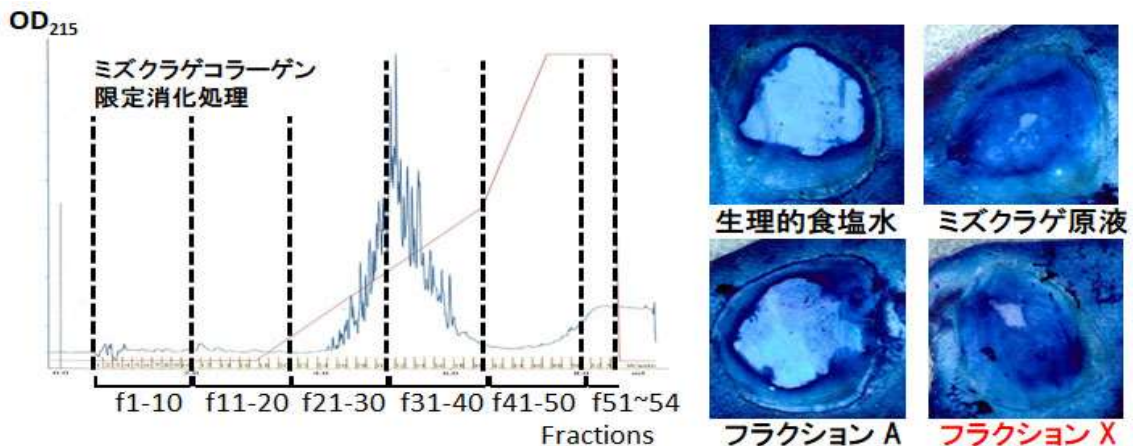 OD215
ミズクラゲコラーゲン
限定消化処理
f1-10 f11-20 f21-30 f31-40 f41-50 f51~54
Fractions
生理的食塩水
ミズクラゲ原液
フラクション A
フラクション X